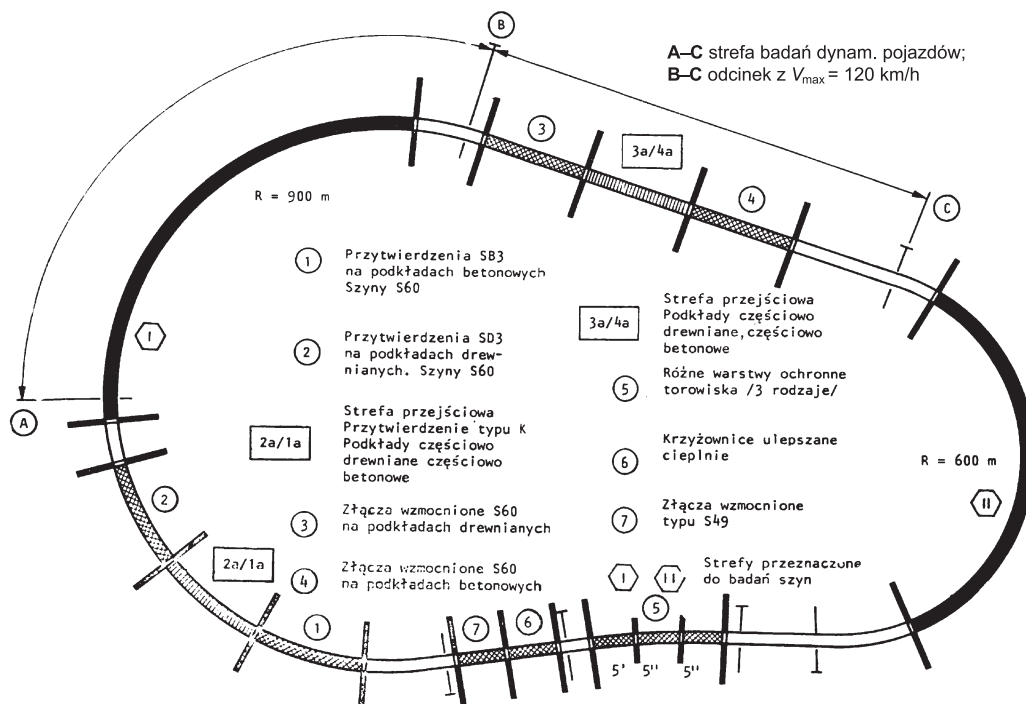 B
A–C strefa badań dynam. pojazdów;
B–C odcinek z Vmax = 120 km/h
3
3a/4a
4
C
R = 900 m
1
Przytwierdzenia SB3
na podkładach betonowych
Szyny S60
2
Przytwierdzenia SD3
na podkładach drew-
nianych. Szyny S60
2a/1a
Strefa przejściowa
Przytwierdzenie typu K
Podkłady częściowo
drewniane częściowo
betonowe
3
Złącza wzmocnione S60
na podkładach drewnianych
4
Złącza wzmocnione S60
na podkładach betonowych
3a/4a
Strefa przejściowa
Podkłady częściowo
drewniane, częściowo
betonowe
5
Różne warstwy ochronne
torowiska /3 rodzaje/
6
Krzyżownice ulepszane
cieplnie
7
Złącza wzmocnione
typu S49
I II
Strefy przeznaczone
do badań szyn
I
A
R = 600 m
II
2
2a/1a
1
7
6
5
5' 5'' 5''